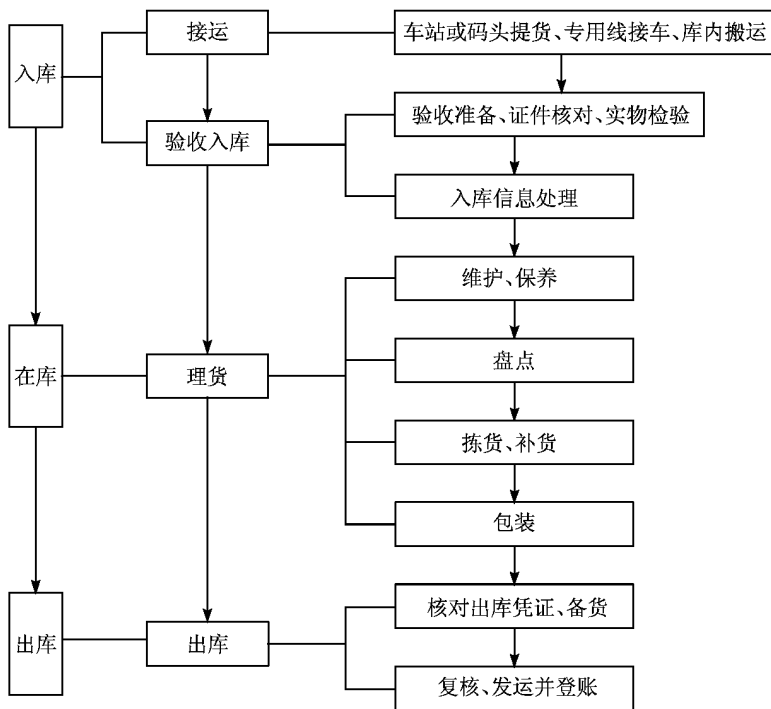 接运
车站或码头提货、专用线接车、库内搬运
入库
验收入库
验收准备、证件核对、实物检验
入库信息处理
维护、保养
在库
理货
盘点
拣货、补货
包装
出库
出库
核对出库凭证、备货
复核、发运并登账